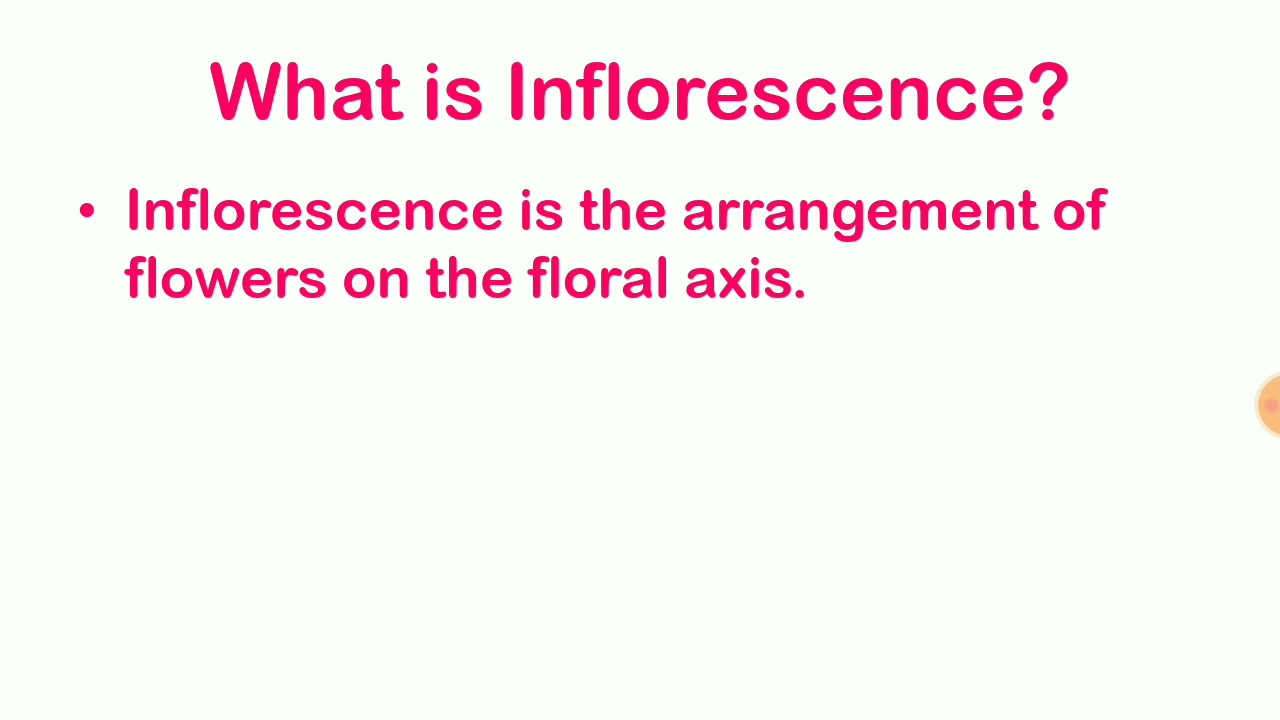 What is Inflorescence?
• Inflorescence is the arrangement of
flowers on the floral axis.